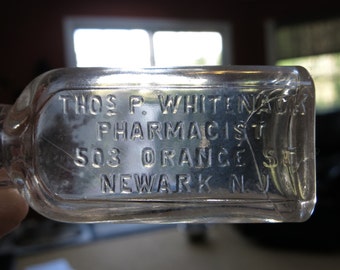 THOS P. WHITENACK
PHARMACIST
503 ORANGE ST
NEWARK N J